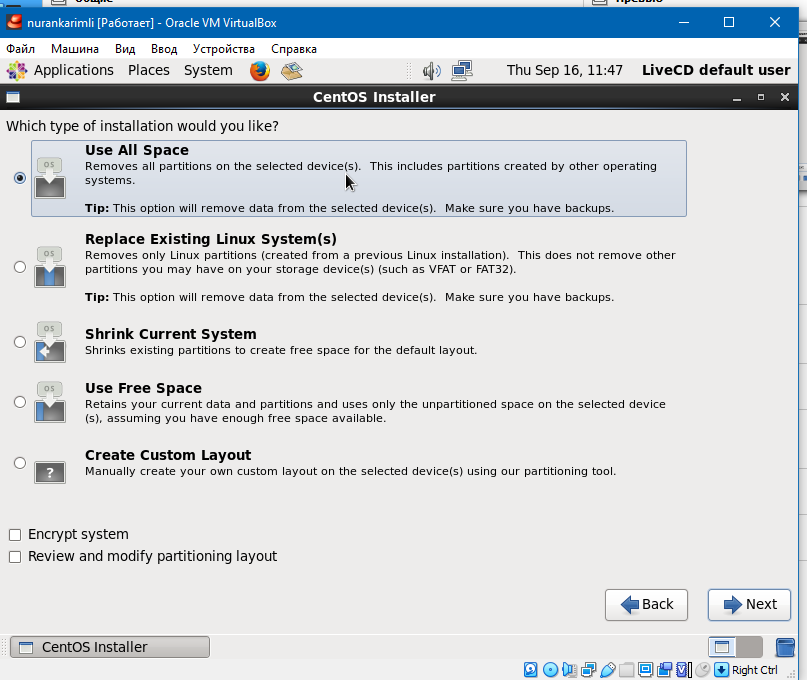 Общие
Превью
nurankarimli [Работает] - Oracle VM VirtualBox
Файл Машина Вид Ввод Устройства Справка
Applications Places System Thu Sep 16, 11:47 LiveCD default user
CentOS Installer
Which type of installation would you like?
OS
Use All Space
Removes all partitions on the selected device(s).  This includes partitions created by other operating
systems.
Tip: This option will remove data from the selected device(s).  Make sure you have backups.
OS
Replace Existing Linux System(s)
Removes only Linux partitions (created from a previous Linux installation).  This does not remove other
partitions you may have on your storage device(s) (such as VFAT or FAT32).
Tip: This option will remove data from the selected device(s).  Make sure you have backups.
OS
Shrink Current System
Shrinks existing partitions to create free space for the default layout.
OS
Use Free Space
Retains your current data and partitions and uses only the unpartitioned space on the selected device
(s), assuming you have enough free space available.
?
Create Custom Layout
Manually create your own custom layout on the selected device(s) using our partitioning tool.
Encrypt system
Review and modify partitioning layout
Back Next
CentOS Installer
Right Ctrl